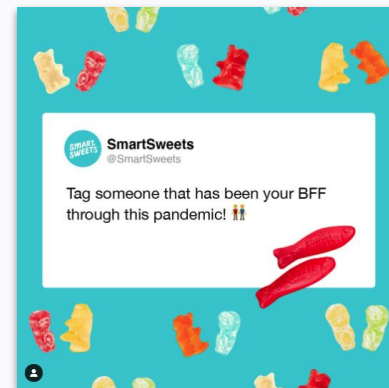 SMART
SWEETS
SmartSweets
@SmartSweets
Tag someone that has been your BFF
through this pandemic! 👬